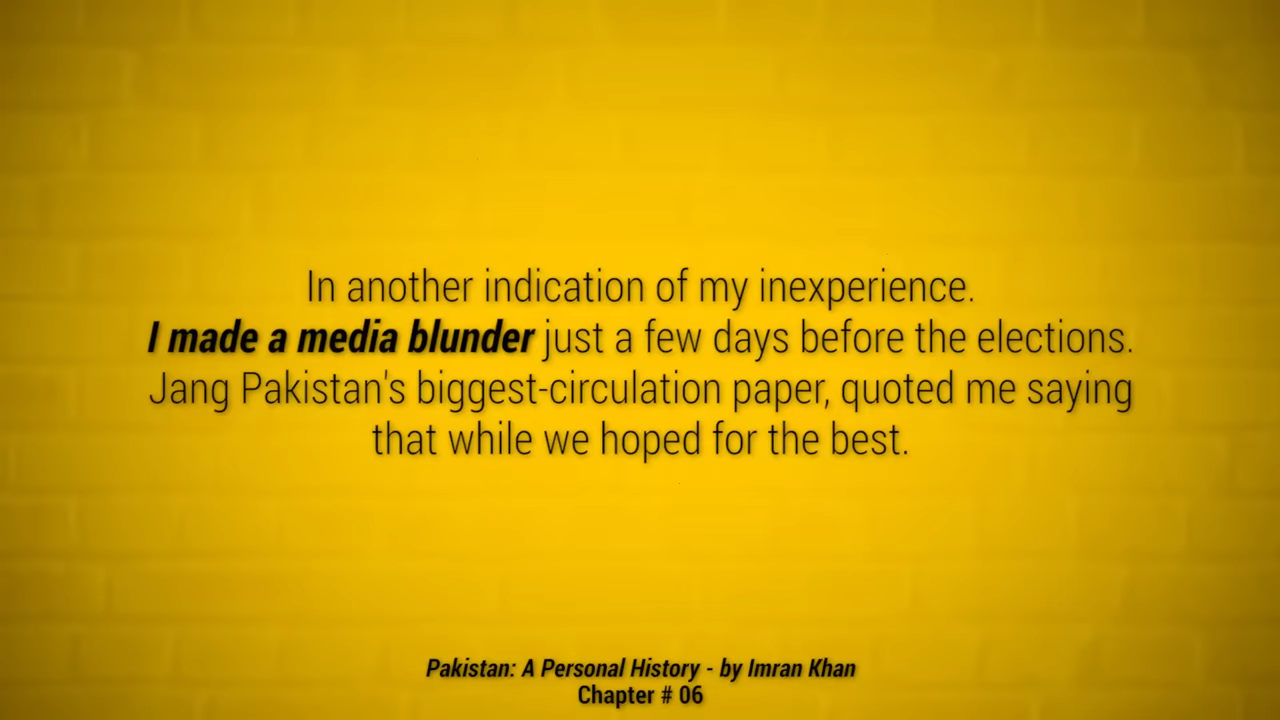 In another indication of my inexperience.
I made a media blunder just a few days before the elections.
Jang Pakistan's biggest-circulation paper, quoted me saying
that while we hoped for the best.
Pakistan: A Personal History - by Imran Khan
Chapter # 06